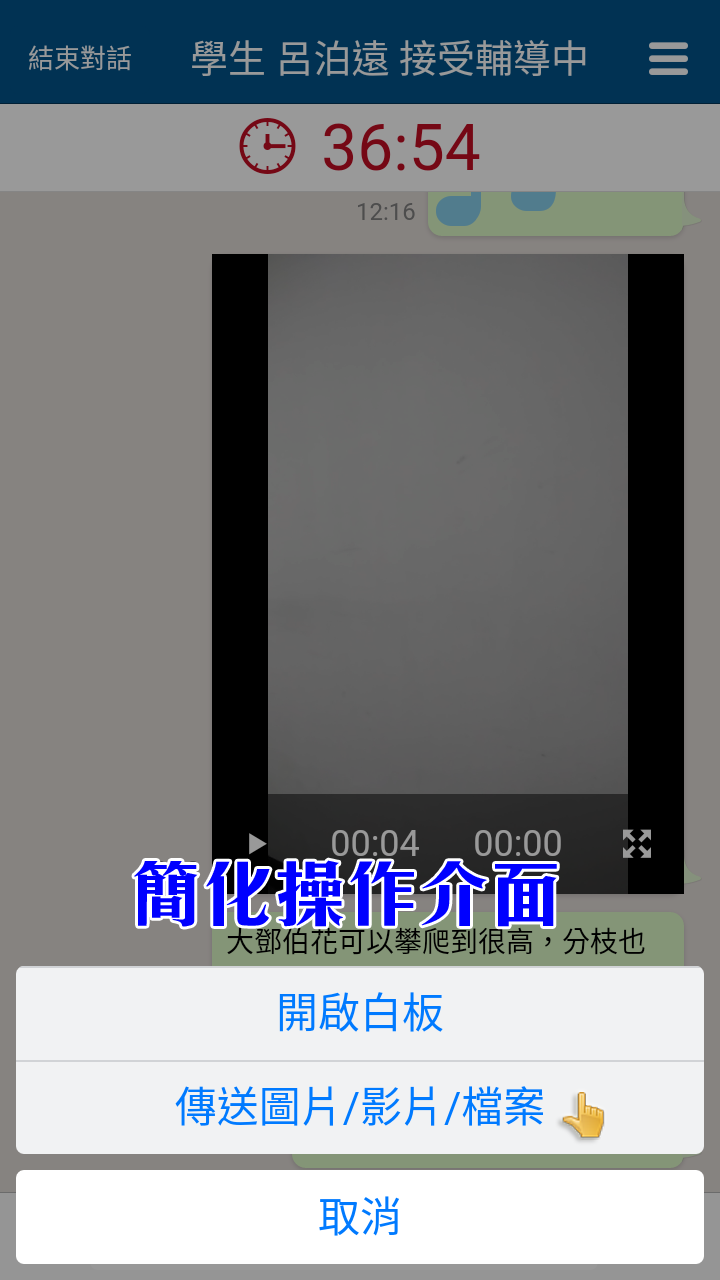 結束對話 學生 呂泊遠 接受輔導中
36:54
12:16
00:04 00:00
簡化操作介面
大鄧伯花可以攀爬到很高，分枝也
開啟白板
傳送圖片/影片/檔案
取消